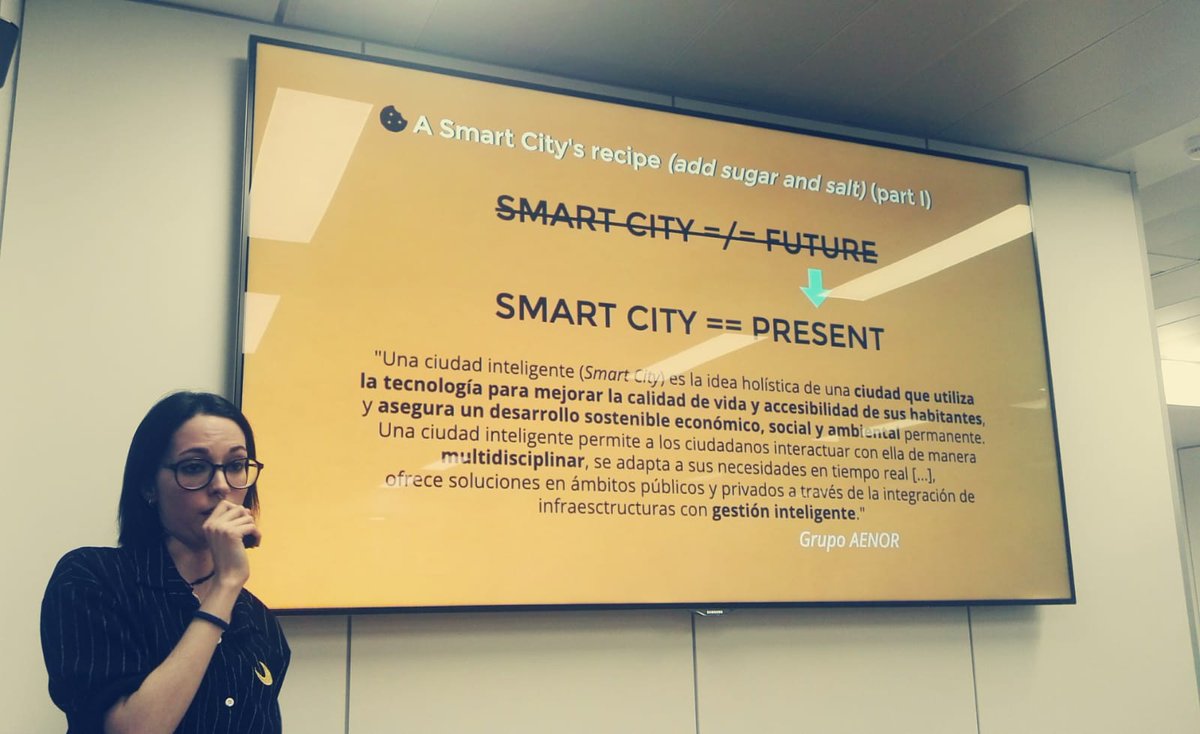 A Smart City's recipe (add sugar and salt) (part I)
SMART CITY =/= FUTURE
SMART CITY == PRESENT
"Una ciudad inteligente (Smart City) es la idea holística de una ciudad que utiliza
la tecnología para mejorar la calidad de vida y accesibilidad de sus habitantes,
y asegura un desarrollo sostenible económico, social y ambiental permanente.
Una ciudad inteligente permite a los ciudadanos interactuar con ella de manera
multidisciplinar, se adapta a sus necesidades en tiempo real [...],
ofrece soluciones en ámbitos públicos y privados a través de la integración de
infraesctructuras con gestión inteligente."
Grupo AENOR
SAMSUNG